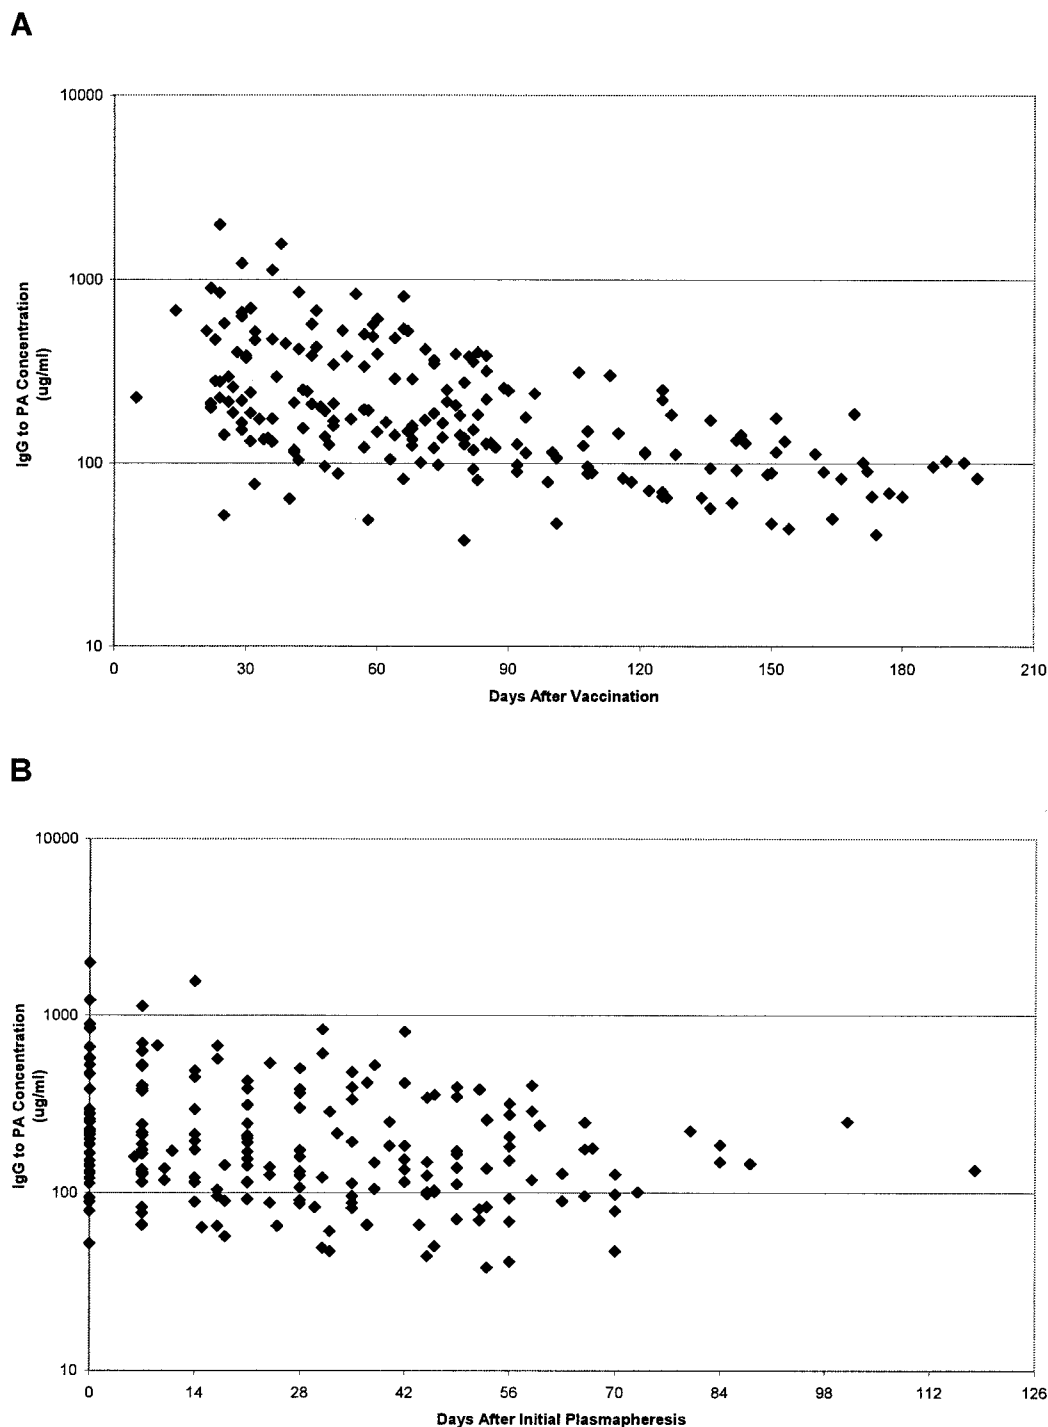 A
10000
1000
100
10
IgG to PA Concentration
(ug/ml)
0 30 60 90 120 150 180 210
Days After Vaccination
B
10000
1000
100
10
IgG to PA Concentration
(ug/ml)
0 14 28 42 56 70 84 98 112 126
Days After Initial Plasmapheresis